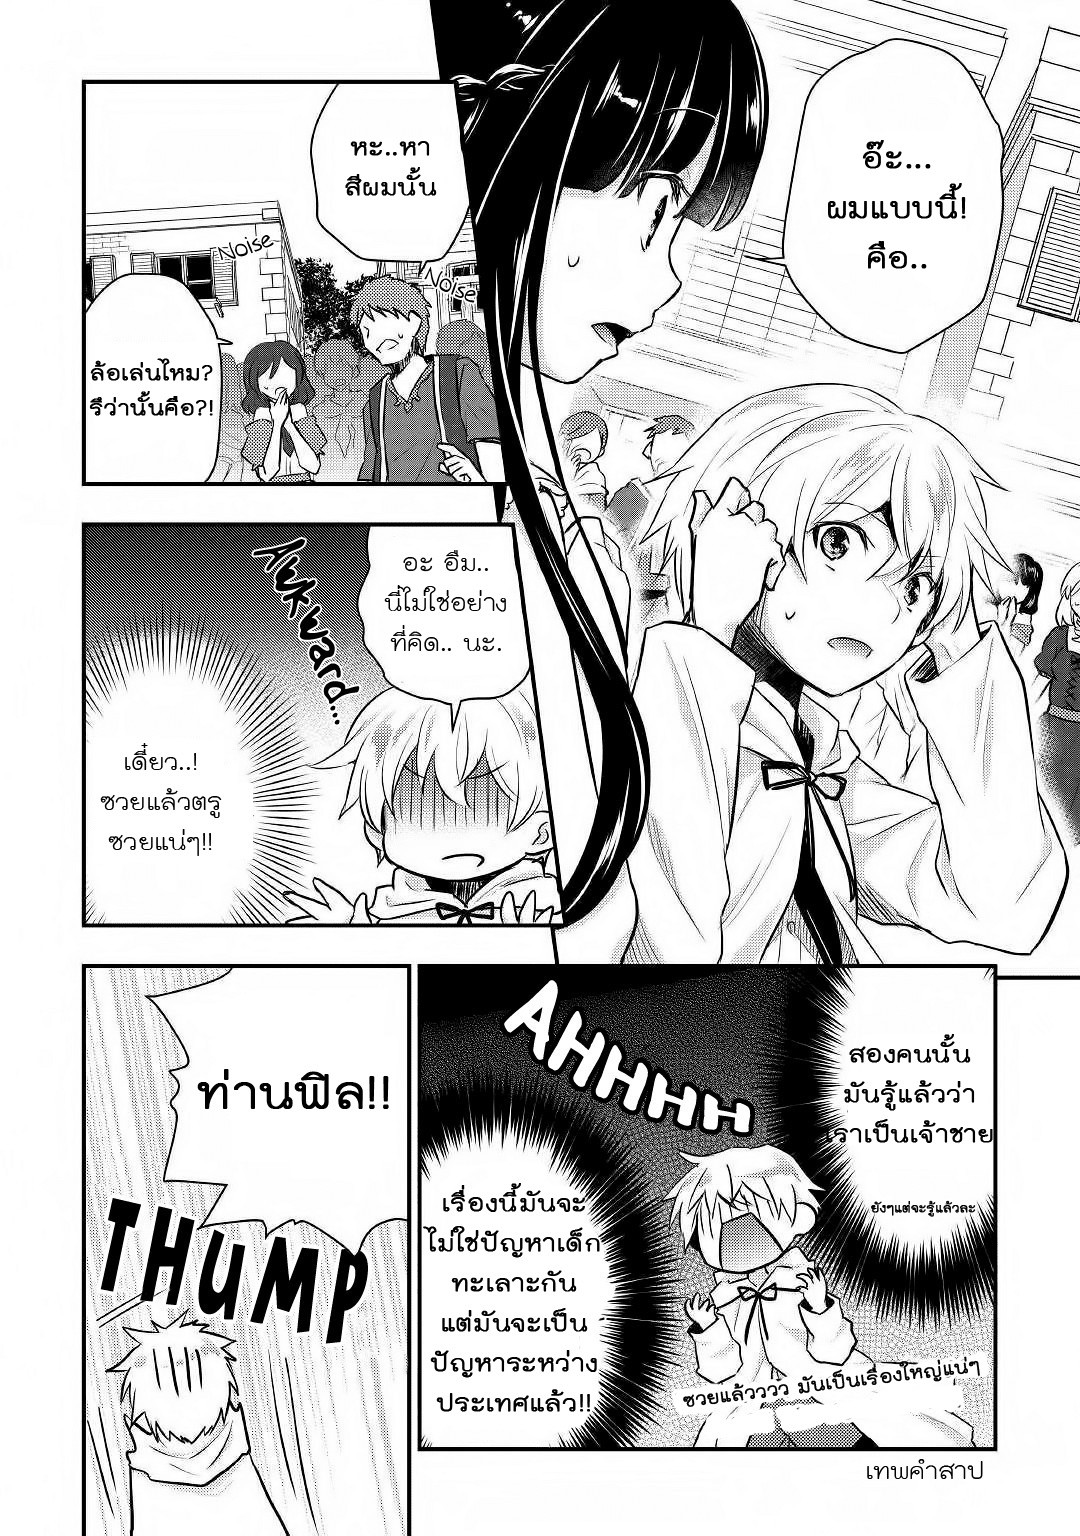 อ๊ะ...
ผมแบบนี้!
คือ..
หะ..หา
สีผมนั้น
Noise
Noise
ล้อเล่นไหม?
รึว่านั้นคือ?!
Awkward...
อะ อืม..
นี่ไม่ใช่อย่าง
ที่คิด.. นะ.
เดี๋ยว..!
ซวยแล้วตรู
ซวยแน่ๆ!!
AHHHHH
สองคนนั้น
มันรู้แล้วว่า
เราเป็นเจ้าชาย
ยังๆแต่จะรู้แล้วละ
เรื่องนี้มันจะ
ไม่ใช่ปัญหาเด็ก
ทะเลาะกัน
แต่มันจะเป็น
ปัญหาระหว่าง
ประเทศแล้ว!!
ซวยแล้วววว มันเป็นเรื่องใหญ่แน่ๆ
ท่านฟิล!!
THUMP
เทพคำสาป